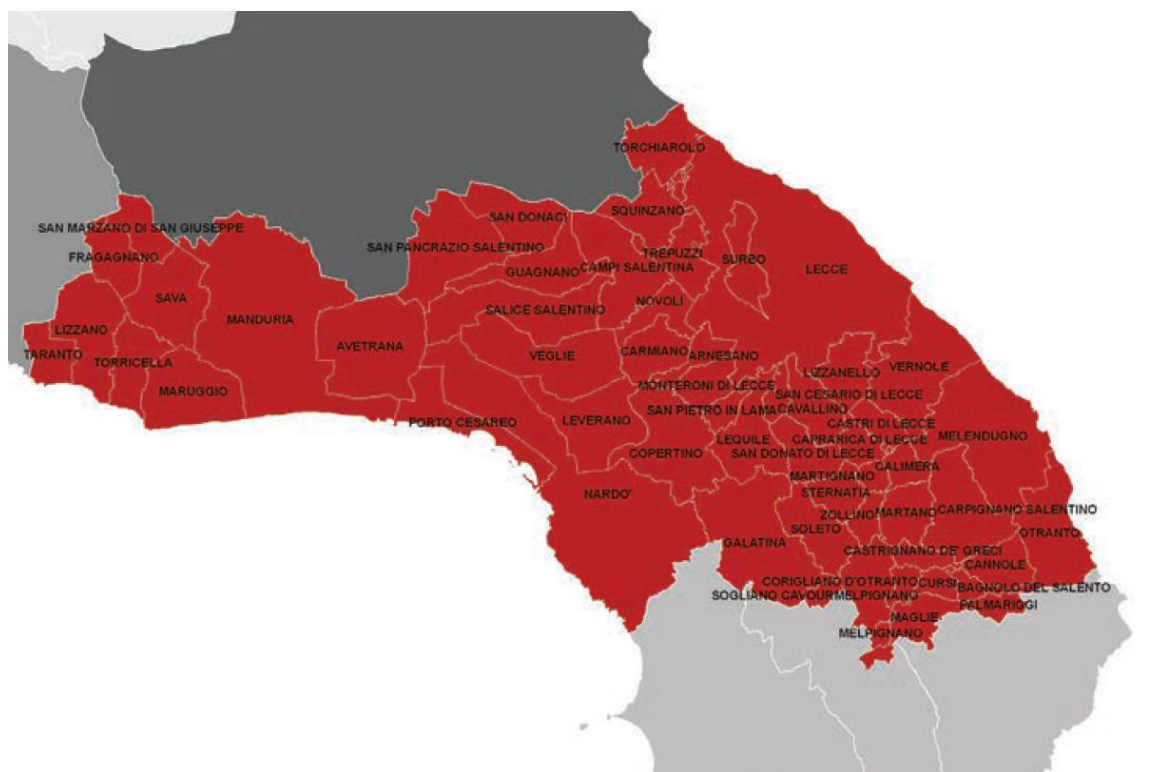 TORCHIAROLO
SAN DONACI
SQUINZANO
SAN MARZANO DI SAN GIUSEPPE
SAN PANCRAZIO SALENTINO
TREPUZZI
FRAGAGNANO
SURBO
GUAGNANO
CAMPI SALENTINA
LECCE
SAVA
NOVOLI
SALICE SALENTINO
MANDURIA
LIZZANO
AVETRANA
CARMIANO
TARANTO
VEGLIE
ARNESANO
TORRICELLA
LIZZANELLO
VERNOLE
MONTERONI DI LECCE
MARUGGIO
SAN CESARIO DI LECCE
SAN PIETRO IN LAMA
CAVALLINO
PORTO CESAREO
LEVERANO
CASTRI DI LECCE
LEQUILE
CAPRARICA DI LECCE
MELENDUGNO
COPERTINO
SAN DONATO DI LECCE
CALIMERA
MARTIGNANO
NARDO'
STERNATIA
CARPIGNANO SALENTINO
ZOLLINO
MARTANO
SOLETO
OTRANTO
GALATINA
CASTRIGNANO DE' GRECI
CANNOLE
CORIGLIANO D'OTRANTO
CURSI
BAGNOLO DEL SALENTO
SOGLIANO CAVOUR
MELPIGNANO
PALMARIGGI
MAGLIE
MELPIGNANO